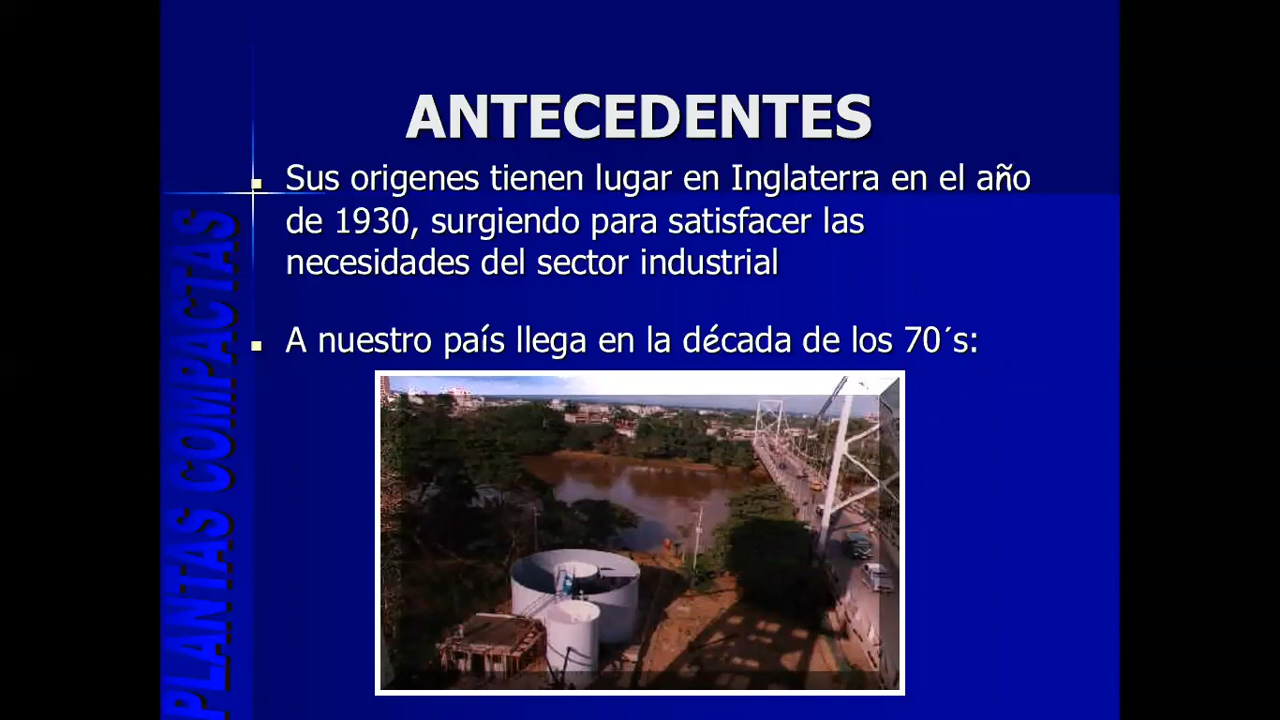 ANTECEDENTES
Sus origenes tienen lugar en Inglaterra en el año
de 1930, surgiendo para satisfacer las
necesidades del sector industrial
A nuestro país llega en la década de los 70´s:
PLANTAS COMPACTAS